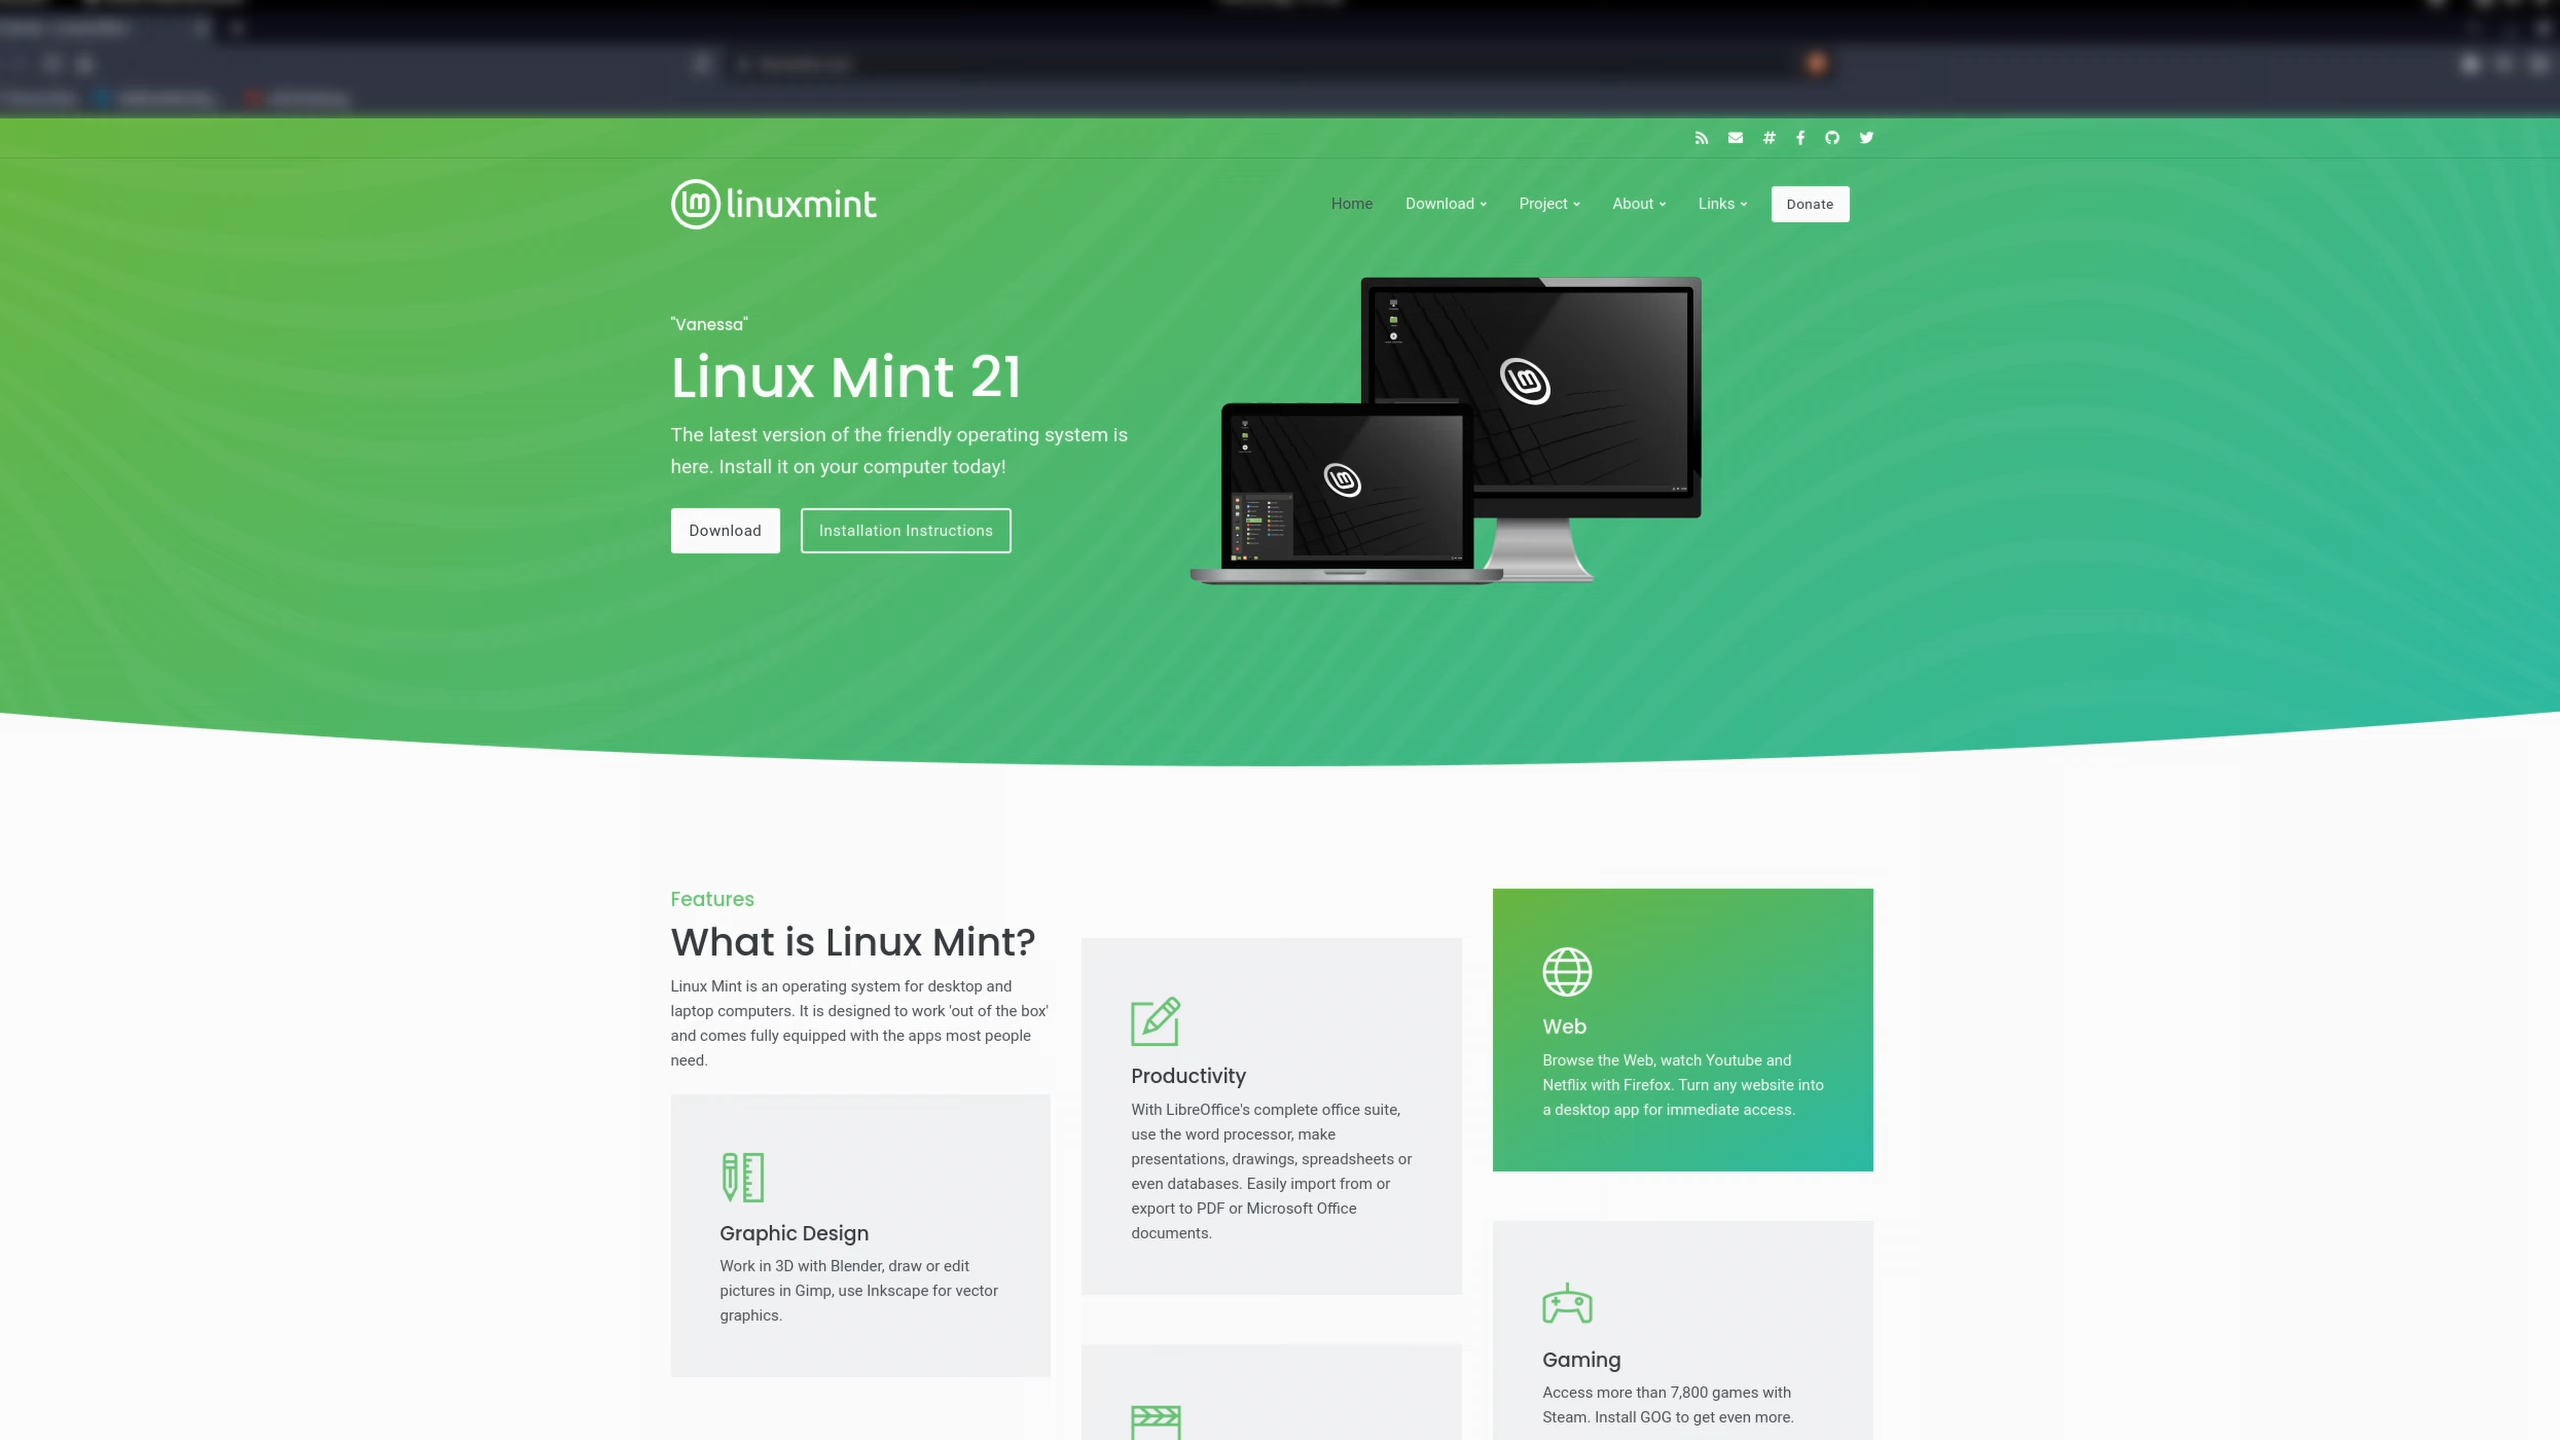 linuxmint
Home
Download
Project
About
Links
Donate
"Vanessa"
Linux Mint 21
The latest version of the friendly operating system is
here. Install it on your computer today!
Download
Installation Instructions
Features
What is Linux Mint?
Linux Mint is an operating system for desktop and
laptop computers. It is designed to work 'out of the box'
and comes fully equipped with the apps most people
need.
Graphic Design
Work in 3D with Blender, draw or edit
pictures in Gimp, use Inkscape for vector
graphics.
Productivity
With LibreOffice's complete office suite,
use the word processor, make
presentations, drawings, spreadsheets or
even databases. Easily import from or
export to PDF or Microsoft Office
documents.
Web
Browse the Web, watch Youtube and
Netflix with Firefox. Turn any website into
a desktop app for immediate access.
Gaming
Access more than 7,800 games with
Steam. Install GOG to get even more.